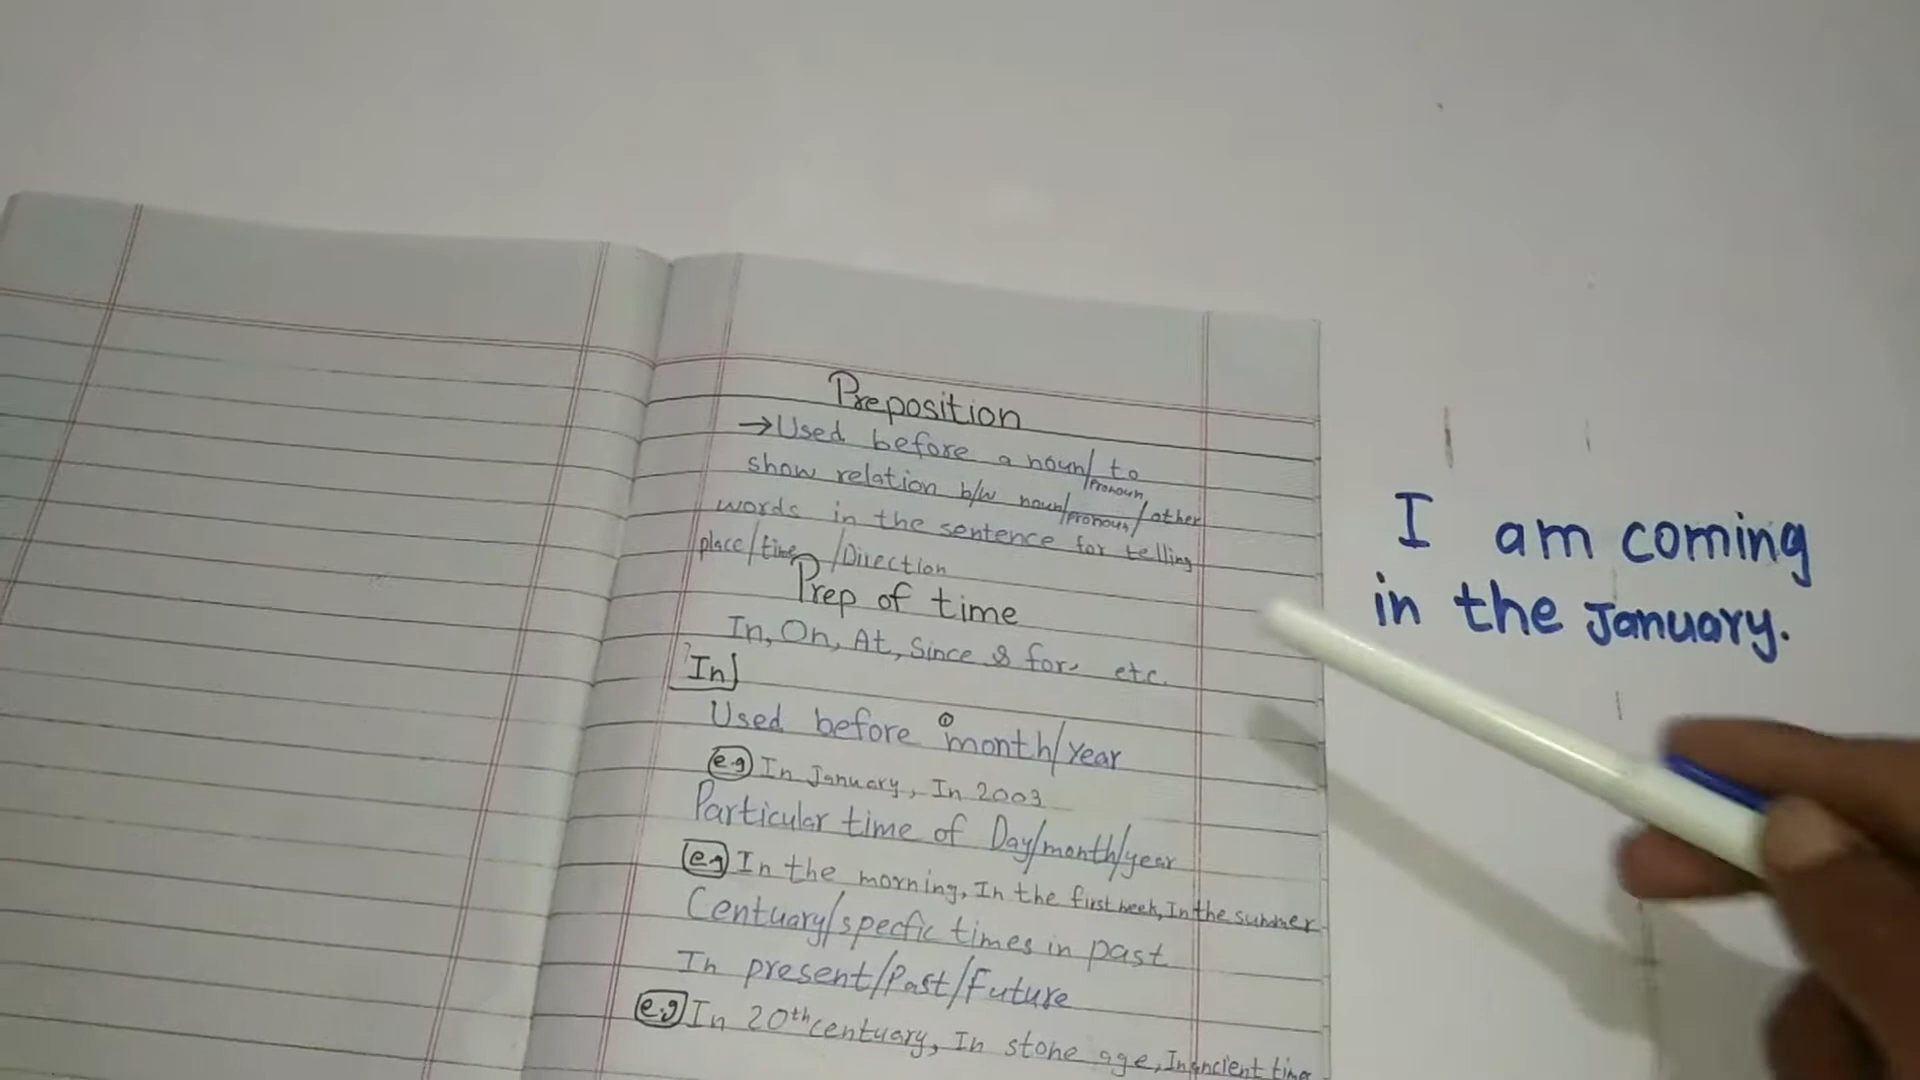 Preposition
→Used before a noun/pronoun to
show relation b/w noun/pronoun/other
words in the sentence for telling
place/time/Direction
Prep of time
In, On, At, Since & for etc.
In
Used before ① month/year
e.g In January, In 2003
Particular time of Day/month/year
e.g In the morning, In the first week, In the summer
Centuary/specfic times in past
In present/Past/Future
e.g In 20th centuary, In stone age, In ancient time
I am coming
in the January.